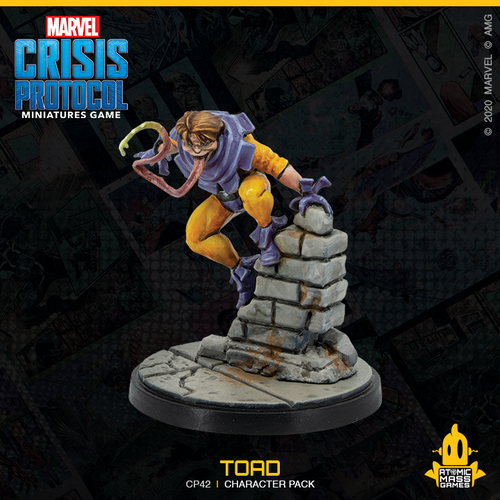 MARVEL
CRISIS
PROTOCOL
MINIATURES GAME
© 2020 MARVEL © AMG
TOAD
CP42 | CHARACTER PACK
ATOMIC
MASS
GAMES